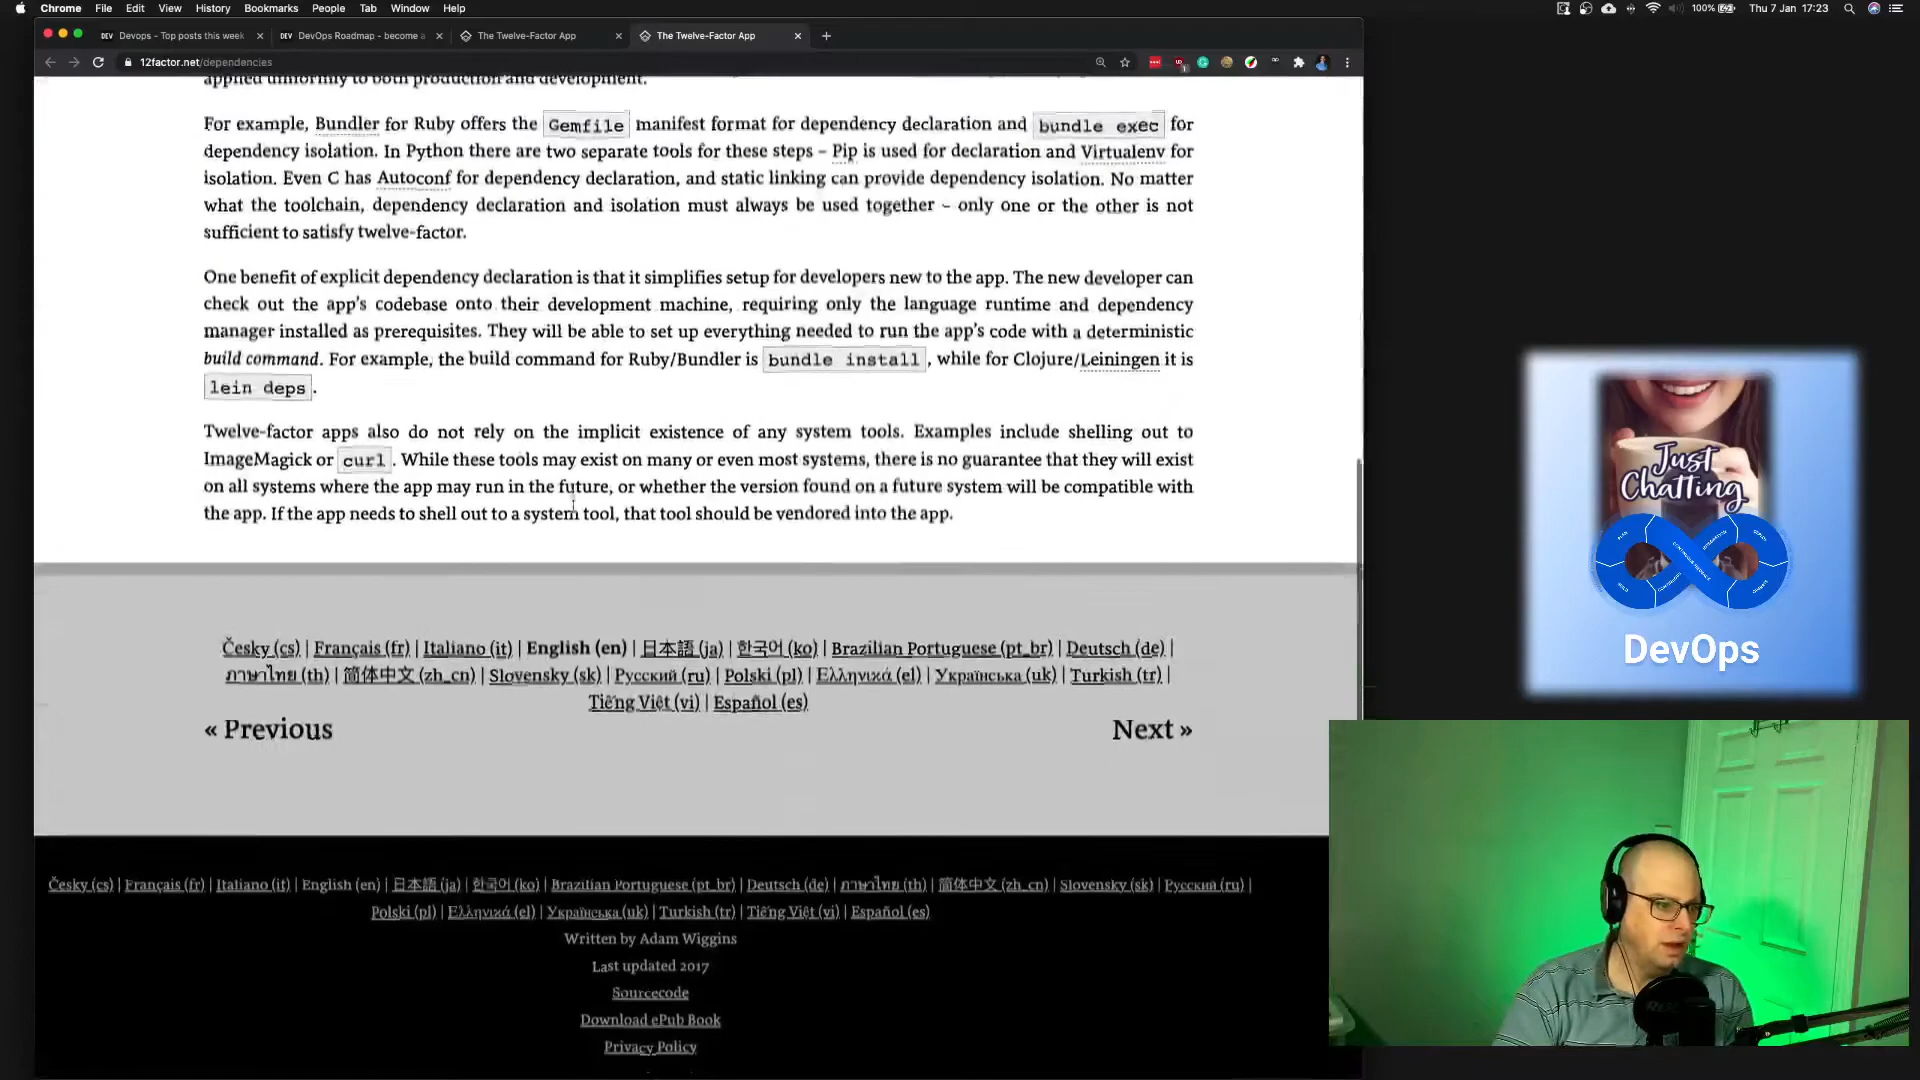 Chrome File Edit View History Bookmarks People Tab Window Help 100% Thu 7 Jan 17:23
DEV Devops - Top posts this week DEV DevOps Roadmap - become a The Twelve-Factor App The Twelve-Factor App
12factor.net/dependencies
applied uniformly to both production and development.
For example, Bundler for Ruby offers the Gemfile manifest format for dependency declaration and bundle exec for
dependency isolation. In Python there are two separate tools for these steps – Pip is used for declaration and Virtualenv for
isolation. Even C has Autoconf for dependency declaration, and static linking can provide dependency isolation. No matter
what the toolchain, dependency declaration and isolation must always be used together – only one or the other is not
sufficient to satisfy twelve-factor.
One benefit of explicit dependency declaration is that it simplifies setup for developers new to the app. The new developer can
check out the app's codebase onto their development machine, requiring only the language runtime and dependency
manager installed as prerequisites. They will be able to set up everything needed to run the app's code with a deterministic
build command. For example, the build command for Ruby/Bundler is bundle install, while for Clojure/Leiningen it is
lein deps.
Twelve-factor apps also do not rely on the implicit existence of any system tools. Examples include shelling out to
ImageMagick or curl. While these tools may exist on many or even most systems, there is no guarantee that they will exist
on all systems where the app may run in the future, or whether the version found on a future system will be compatible with
the app. If the app needs to shell out to a system tool, that tool should be vendored into the app.
Česky (cs) | Français (fr) | Italiano (it) | English (en) | 日本語 (ja) | 한국어 (ko) | Brazilian Portuguese (pt_br) | Deutsch (de) |
ภาษาไทย (th) | 简体中文 (zh_cn) | Slovensky (sk) | Русский (ru) | Polski (pl) | Ελληνικά (el) | Українська (uk) | Turkish (tr) |
Tiếng Việt (vi) | Español (es)
« Previous Next »
Česky (cs) | Français (fr) | Italiano (it) | English (en) | 日本語 (ja) | 한국어 (ko) | Brazilian Portuguese (pt_br) | Deutsch (de) | ภาษาไทย (th) | 简体中文 (zh_cn) | Slovensky (sk) | Русский (ru) |
Polski (pl) | Ελληνικά (el) | Українська (uk) | Turkish (tr) | Tiếng Việt (vi) | Español (es)
Written by Adam Wiggins
Last updated 2017
Sourcecode
Download ePub Book
Privacy Policy
Just
Chatting
DevOps